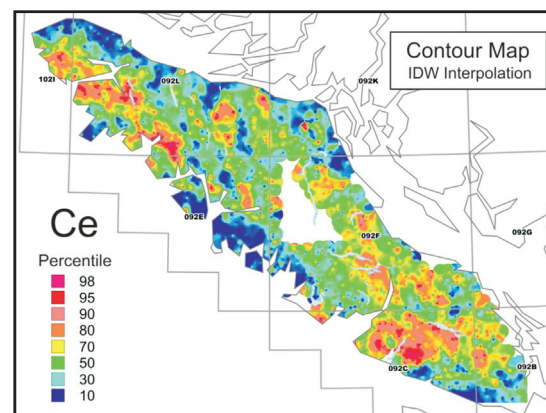 Contour Map
IDW Interpolation
102I
092L
092K
092E
092F
092G
092C
092B
Ce
Percentile
98
95
90
80
70
50
30
10